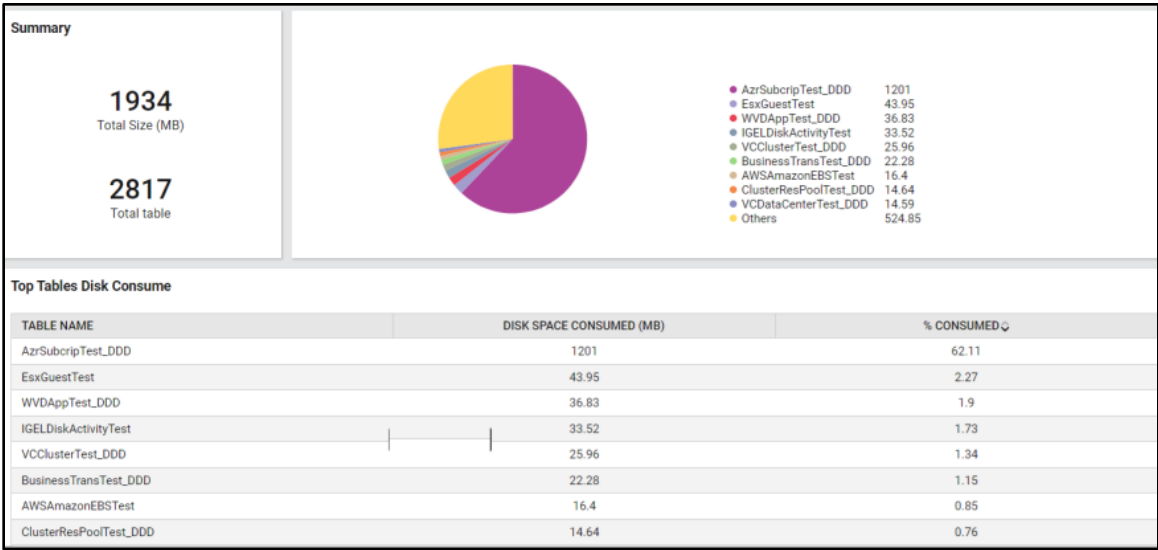 Summary
1934
Total Size (MB)
2817
Total table
AzrSubcripTest_DDD 1201
EsxGuestTest 43.95
WVDAppTest_DDD 36.83
IGELDiskActivityTest 33.52
VCClusterTest_DDD 25.96
BusinessTransTest_DDD 22.28
AWSAmazonEBSTest 16.4
ClusterResPoolTest_DDD 14.64
VCDataCenterTest_DDD 14.59
Others 524.85
Top Tables Disk Consume
TABLE NAME DISK SPACE CONSUMED (MB) % CONSUMED
AzrSubcripTest_DDD 1201 62.11
EsxGuestTest 43.95 2.27
WVDAppTest_DDD 36.83 1.9
IGELDiskActivityTest 33.52 1.73
VCClusterTest_DDD 25.96 1.34
BusinessTransTest_DDD 22.28 1.15
AWSAmazonEBSTest 16.4 0.85
ClusterResPoolTest_DDD 14.64 0.76